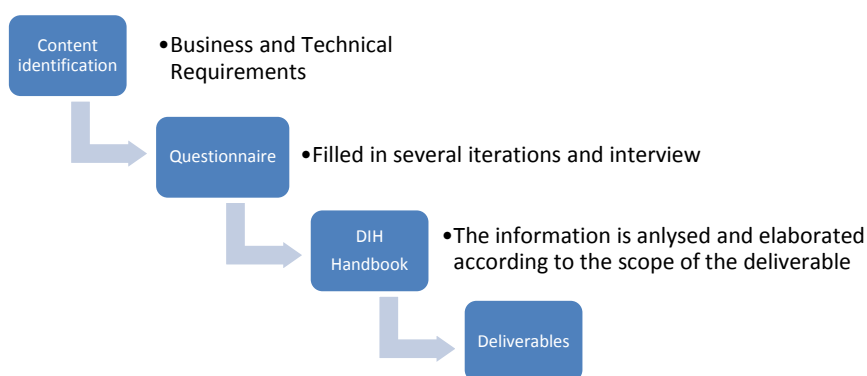 Content
identification
•Business and Technical
Requirements
Questionnaire
•Filled in several iterations and interview
DIH
Handbook
•The information is anlysed and elaborated
according to the scope of the deliverable
Deliverables